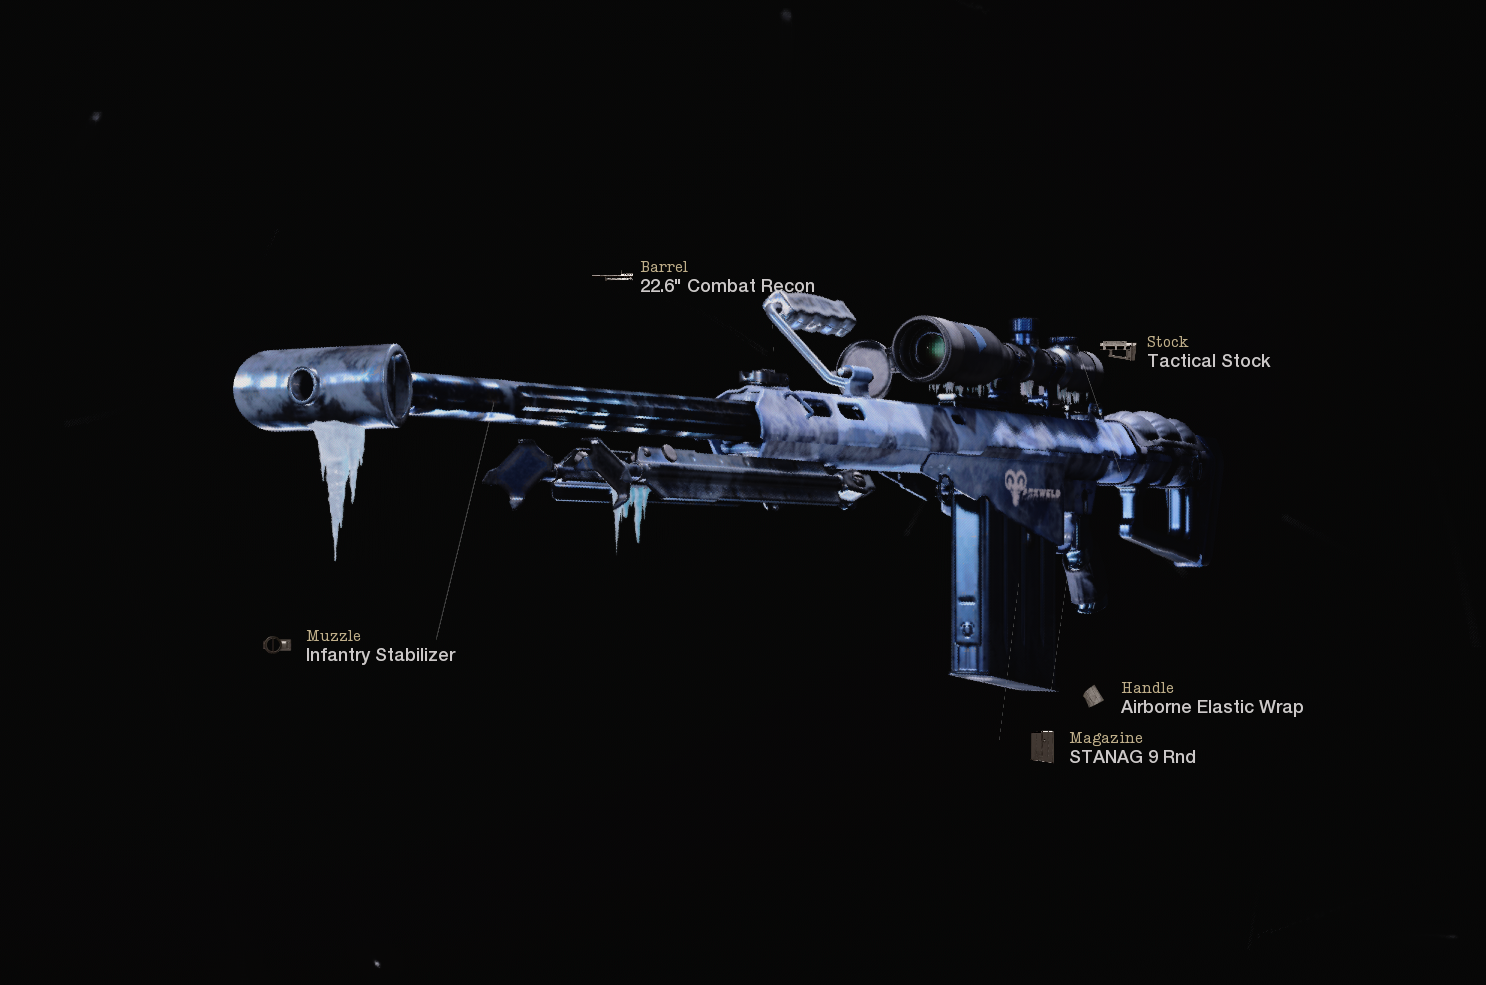 Barrel
22.6" Combat Recon
Stock
Tactical Stock
Muzzle
Infantry Stabilizer
Handle
Airborne Elastic Wrap
Magazine
STANAG 9 Rnd